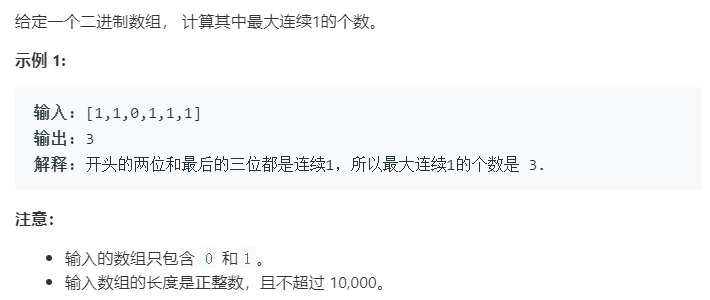 给定一个二进制数组， 计算其中最大连续1的个数。
示例 1:
输入: [1,1,0,1,1,1]
输出: 3
解释: 开头的两位和最后的三位都是连续1，所以最大连续1的个数是 3.
注意：
• 输入的数组只包含 0 和1。
• 输入数组的长度是正整数，且不超过 10,000。